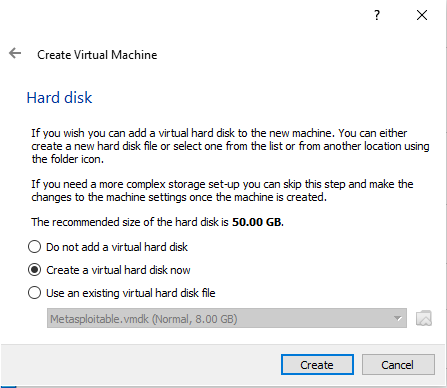 ?
Create Virtual Machine
Hard disk
If you wish you can add a virtual hard disk to the new machine. You can either
create a new hard disk file or select one from the list or from another location using
the folder icon.
If you need a more complex storage set-up you can skip this step and make the
changes to the machine settings once the machine is created.
The recommended size of the hard disk is 50.00 GB.
Do not add a virtual hard disk
Create a virtual hard disk now
Use an existing virtual hard disk file
Metasploitable.vmdk (Normal, 8.00 GB)
Create Cancel